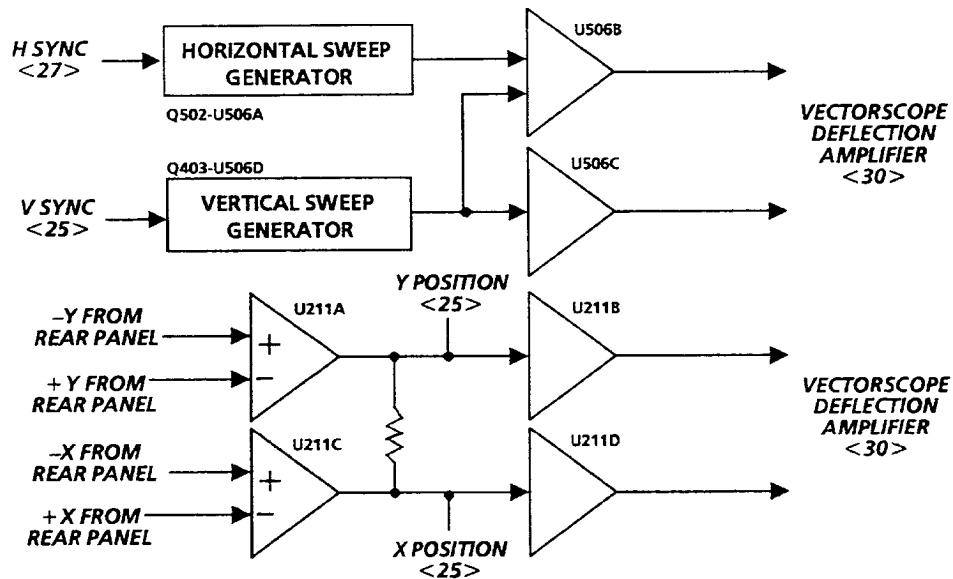 H SYNC
<27>
HORIZONTAL SWEEP
GENERATOR
Q502-U506A
U506B
VECTORSCOPE
DEFLECTION
AMPLIFIER
<30>
Q403-U506D
V SYNC
<25>
VERTICAL SWEEP
GENERATOR
U506C
Y POSITION
<25>
–Y FROM
REAR PANEL
+Y FROM
REAR PANEL
U211A
+
–
U211B
VECTORSCOPE
DEFLECTION
AMPLIFIER
<30>
–X FROM
REAR PANEL
+X FROM
REAR PANEL
U211C
+
–
U211D
X POSITION
<25>